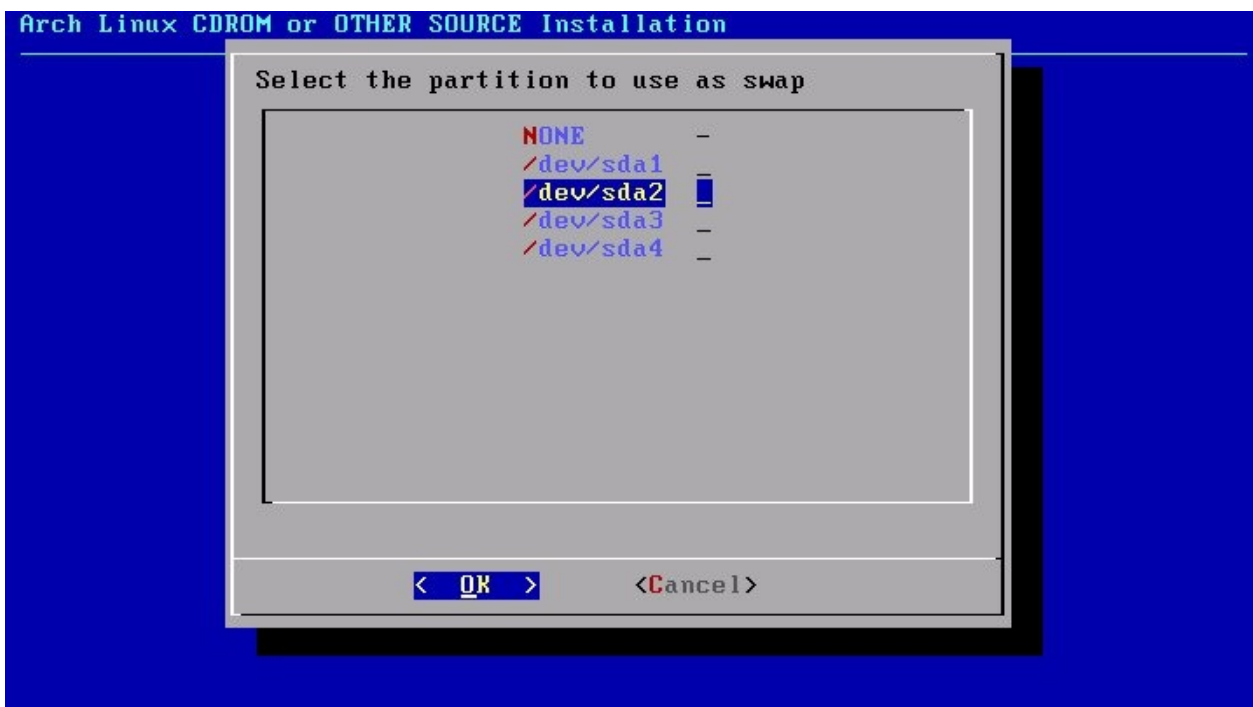 Arch Linux CDROM or OTHER SOURCE Installation
Select the partition to use as swap
NONE -
/dev/sda1 _
/dev/sda2 _
/dev/sda3 _
/dev/sda4 _
< OK > <Cancel>